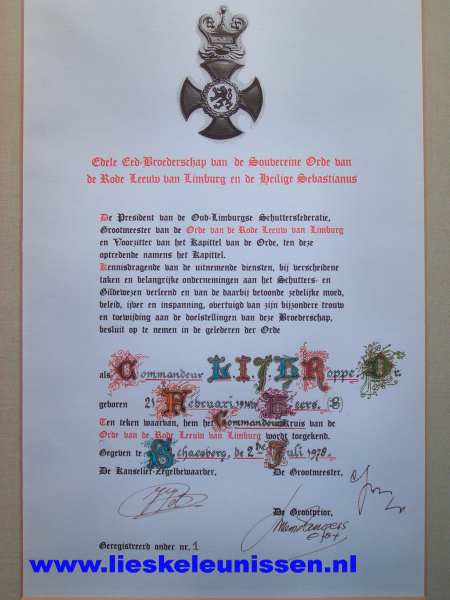 Edele Eed-Broederschap van de Souvereine Orde van
de Rode Leeuw van Limburg en de Heilige Sebastianus
De President van de Oud-Limburgse Schuttersfederatie,
Grootmeester van de Orde van de Rode Leeuw van Limburg
en Voorzitter van het Kapittel van de Orde, ten deze
optredende namens het Kapittel.
Kennisdragende van de uitnemende diensten, bij verscheidene
taken en belangrijke ondernemingen aan het Schutters- en
Gildewezen verleend en van de daarbij betoonde zedelijke moed,
beleid, ijver en inspanning, overtuigd van zijn bijzondere trouw
en toewijding aan de doelstellingen van deze Broederschap,
besluit op te nemen in de gelederen der Orde
als Commandeur Roppe, Dr.
geboren Februari
Ten teken waarvan, hem het Commandeurkruis van de
Orde van de Rode Leeuw van Limburg wordt toegekend.
Gegeven te Schaesberg, de 2de Juli 1978.
De Kanselier-Zegelbewaarder, De Grootmeester,
De Grootprior,
Geregistreerd onder nr. 1
www.lieskeleunissen.nl